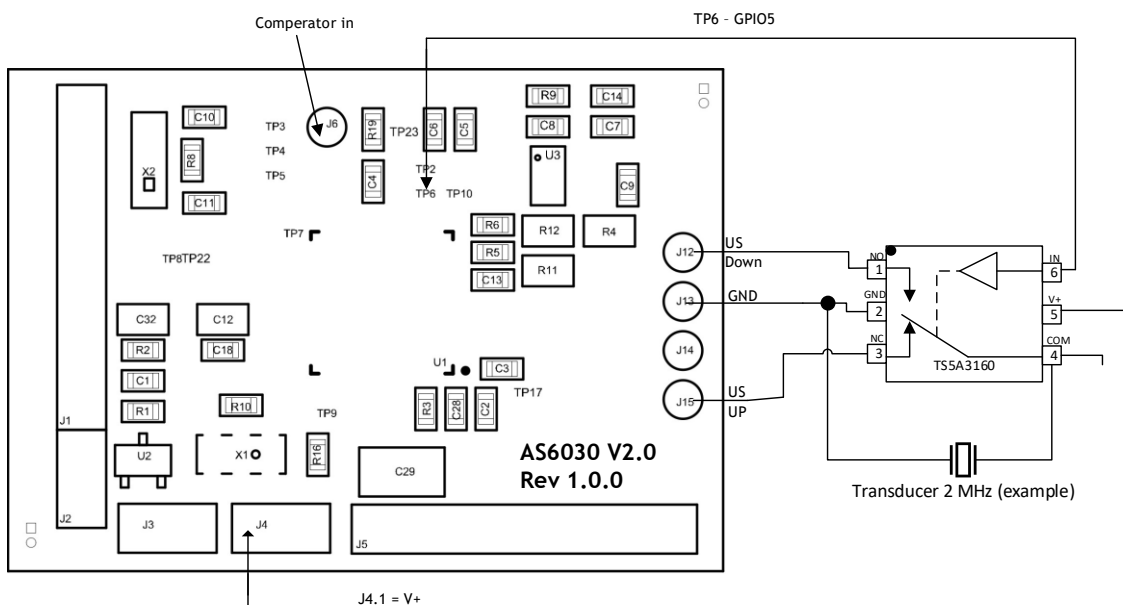 TP6 - GPIO5
Comperator in
R9
C14
C10
J6
TP3
R19
TP23
C6
C5
C8
C7
TP4
R8
X2
TP5
C4
TP2
U3
TP6
TP10
C9
C11
R6
R12
R4
TP7
R5
J12
US
Down
NO
1
IN
6
TP8TP22
C13
R11
GND
2
V+
5
J13
GND
C32
C12
NC
3
COM
4
R2
C18
J14
TS5A3160
U1
C3
C1
TP17
R1
R10
TP9
R3
C28
C2
J15
US
UP
J1
U2
X1
R16
AS6030 V2.0
C29
Rev 1.0.0
Transducer 2 MHz (example)
J2
J3
J4
J5
J4.1 = V+